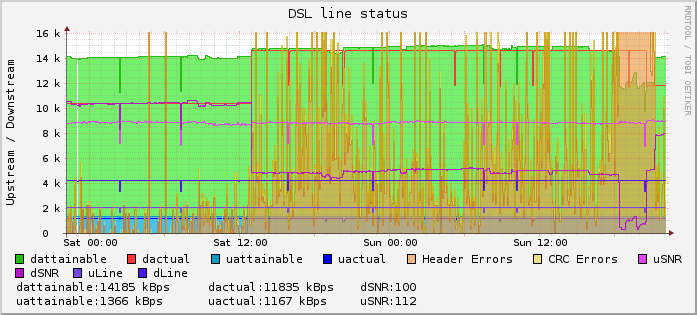 DSL line status
RRDTOOL / TOBI OETIKER
Upstream / Downstream
16 k
14 k
12 k
10 k
8 k
6 k
4 k
2 k
0
Sat 00:00 Sat 12:00 Sun 00:00 Sun 12:00
dattainable dactual uattainable uactual Header Errors CRC Errors uSNR
dSNR uLine dLine
dattainable:14185 kBps dactual:11835 kBps dSNR:100
uattainable:1366 kBps uactual:1167 kBps uSNR:112